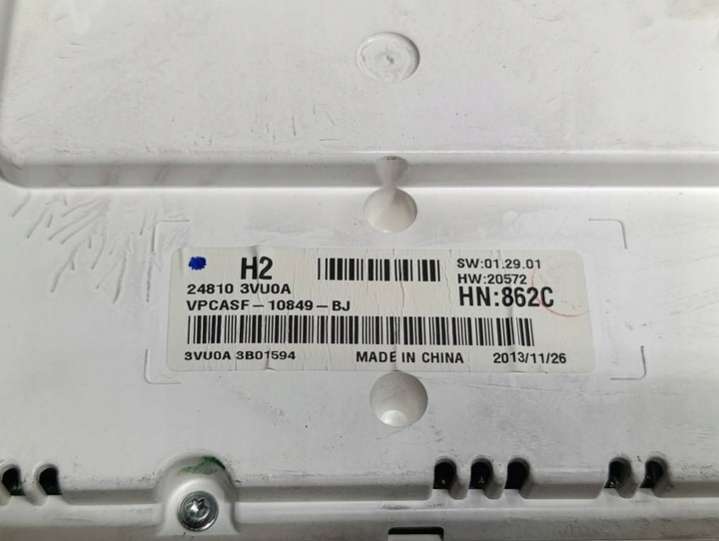 H2
SW:01.29.01
24810 3VU0A
HW:20572
VPCASF-10849-BJ
HN:862C
3VU0A 3B01594 MADE IN CHINA 2013/11/26